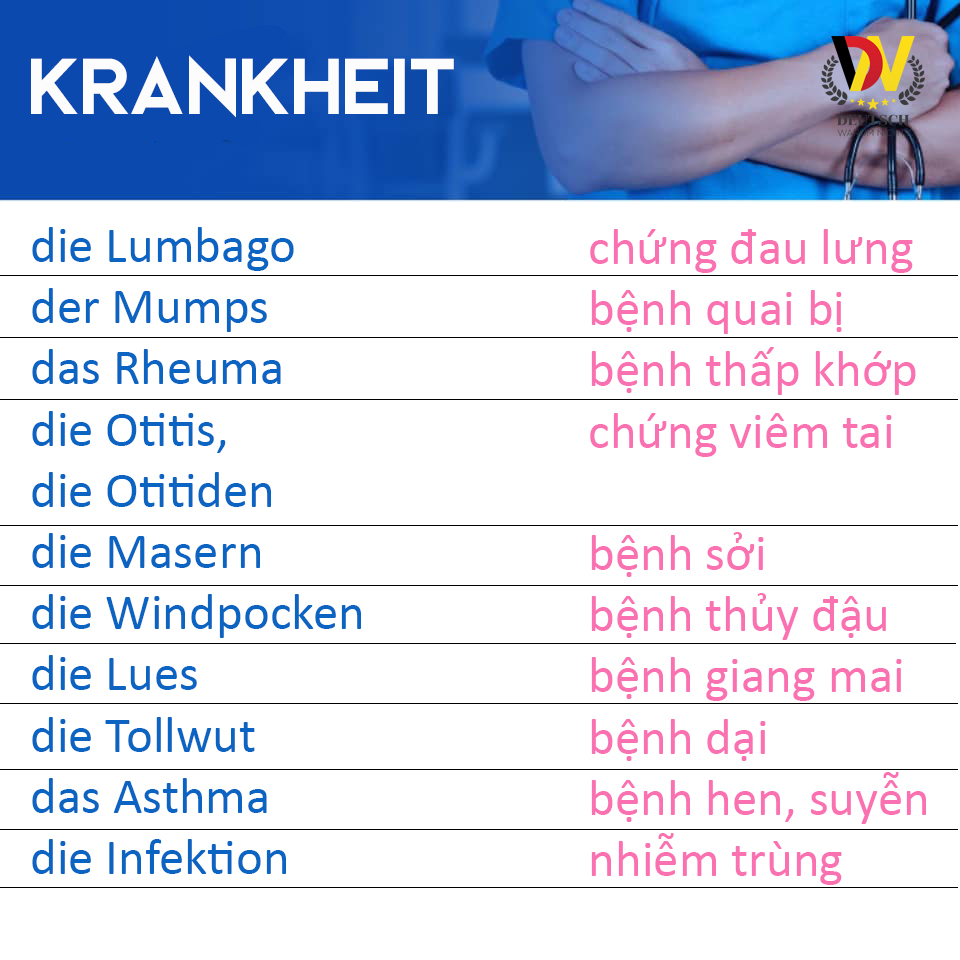 KRANKHEIT
DEUTSCH
die Lumbago chứng đau lưng
der Mumps bệnh quai bị
das Rheuma bệnh thấp khớp
die Otitis, chứng viêm tai
die Otitiden
die Masern bệnh sởi
die Windpocken bệnh thủy đậu
die Lues bệnh giang mai
die Tollwut bệnh dại
das Asthma bệnh hen, suyễn
die Infektion nhiễm trùng